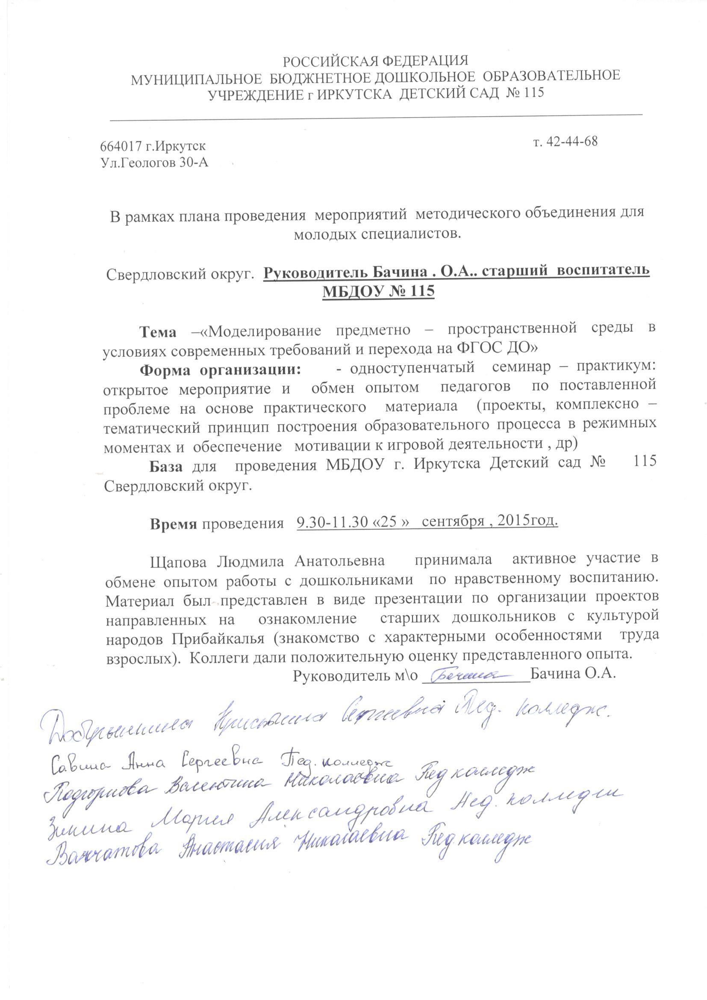 РОССИЙСКАЯ ФЕДЕРАЦИЯ
МУНИЦИПАЛЬНОЕ БЮДЖНЕТНОЕ ДОШКОЛЬНОЕ ОБРАЗОВАТЕЛЬНОЕ
УЧРЕЖДЕНИЕ г ИРКУТСКА ДЕТСКИЙ САД № 115
664017 г.Иркутск т. 42-44-68
Ул.Геологов 30-А
В рамках плана проведения мероприятий методического объединения для
молодых специалистов.
Свердловский округ. Руководитель Бачина . О.А.. старший воспитатель
МБДОУ № 115
Тема –«Моделирование предметно – пространственной среды в
условиях современных требований и перехода на ФГОС ДО»
Форма организации: - одноступенчатый семинар – практикум:
открытое мероприятие и обмен опытом педагогов по поставленной
проблеме на основе практического материала (проекты, комплексно –
тематический принцип построения образовательного процесса в режимных
моментах и обеспечение мотивации к игровой деятельности , др)
База для проведения МБДОУ г. Иркутска Детский сад № 115
Свердловский округ.
Время проведения 9.30-11.30 «25 » сентября , 2015год.
Щапова Людмила Анатольевна принимала активное участие в
обмене опытом работы с дошкольниками по нравственному воспитанию.
Материал был представлен в виде презентации по организации проектов
направленных на ознакомление старших дошкольников с культурой
народов Прибайкалья (знакомство с характерными особенностями труда
взрослых). Коллеги дали положительную оценку представленного опыта.
Руководитель м\о Бачина Бачина О.А.
Добрынина Кристина Сергеевна Пед. колледж.
Савина Анна Сергеевна Пед. колледж
Подгорнова Валентина Николаевна Пед колледж
Зимина Мария Александровна Пед. колледж
Анастасия Николаевна Пед. колледж